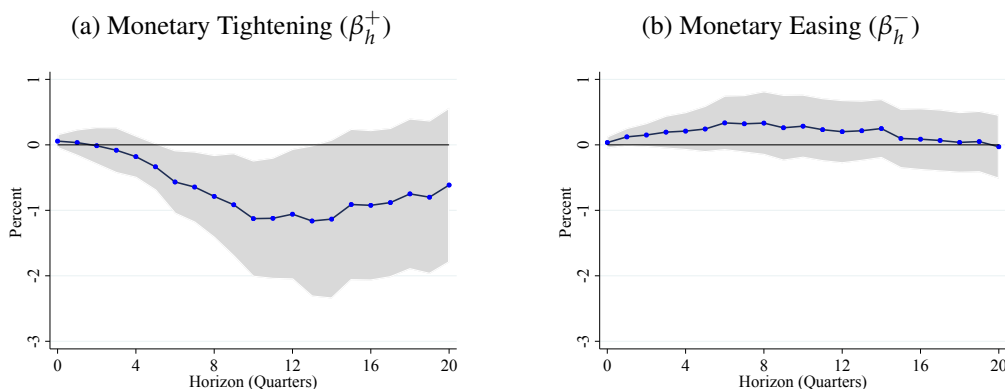 (a) Monetary Tightening (β_h^+)
1
0
-1
-2
-3
Percent
0 4 8 12 16 20
Horizon (Quarters)
(b) Monetary Easing (β_h^-)
1
0
-1
-2
-3
Percent
0 4 8 12 16 20
Horizon (Quarters)